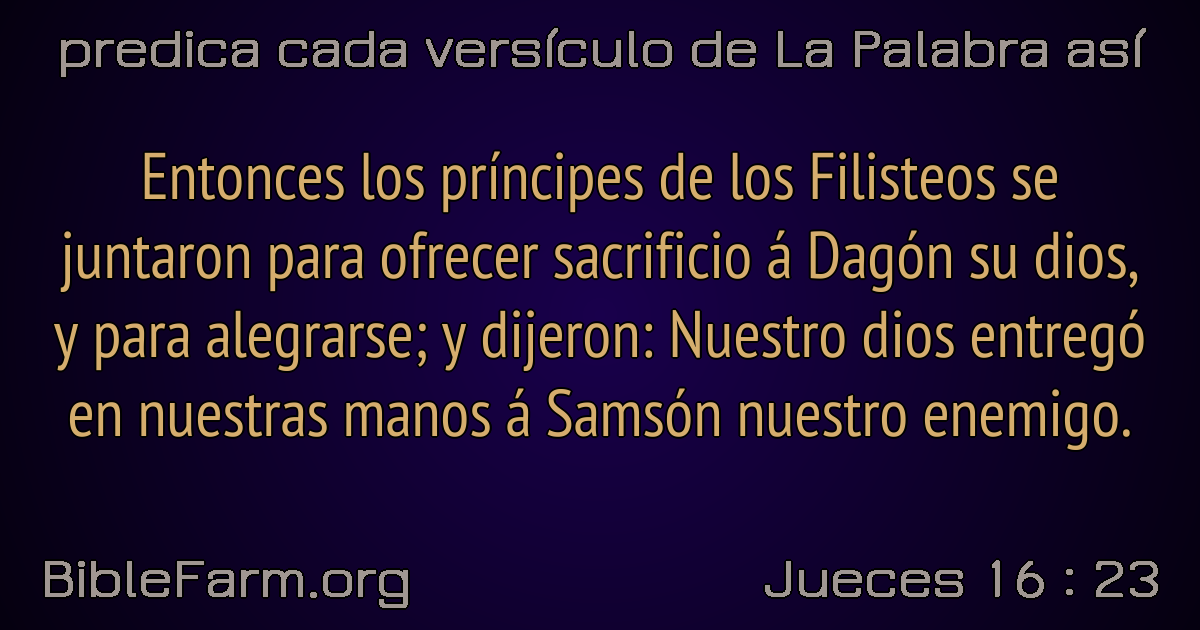 predica cada versículo de La Palabra así
Entonces los príncipes de los Filisteos se
juntaron para ofrecer sacrificio á Dagón su dios,
y para alegrarse; y dijeron: Nuestro dios entregó
en nuestras manos á Samsón nuestro enemigo.
BibleFarm.org
Jueces 16 : 23